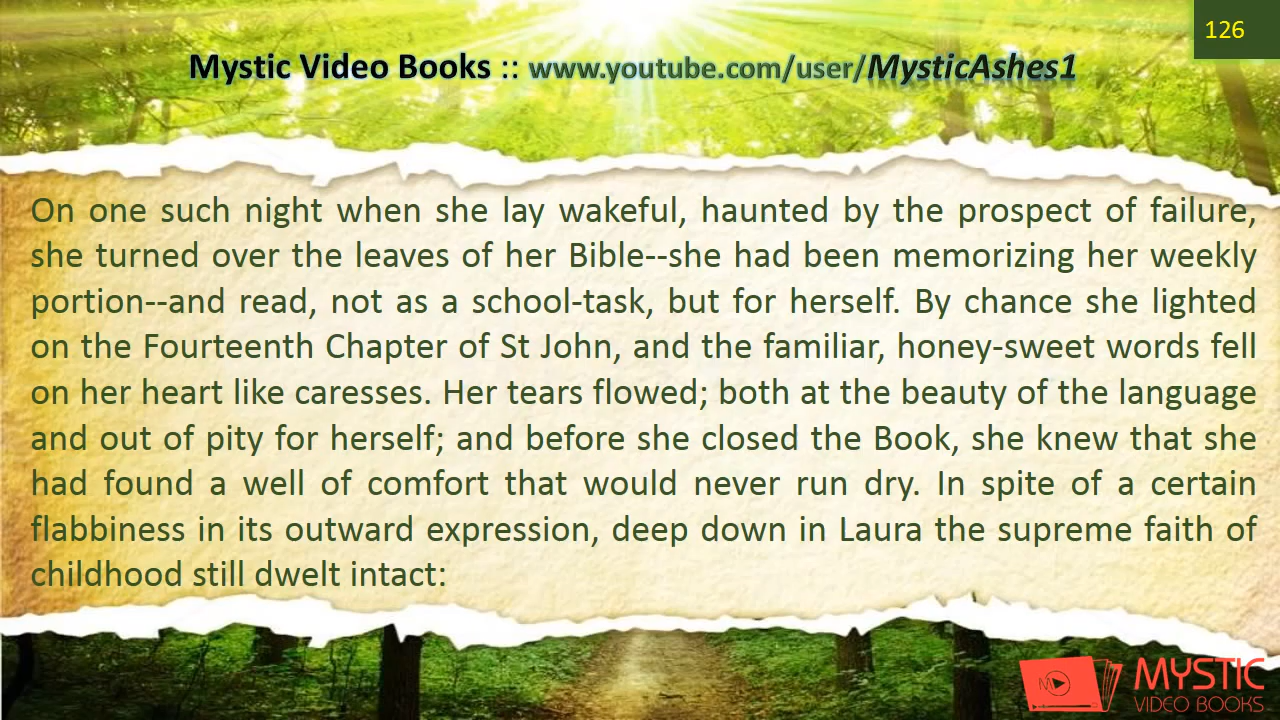 126
Mystic Video Books :: www.youtube.com/user/MysticAshes1
On one such night when she lay wakeful, haunted by the prospect of failure,
she turned over the leaves of her Bible--she had been memorizing her weekly
portion--and read, not as a school-task, but for herself. By chance she lighted
on the Fourteenth Chapter of St John, and the familiar, honey-sweet words fell
on her heart like caresses. Her tears flowed; both at the beauty of the language
and out of pity for herself; and before she closed the Book, she knew that she
had found a well of comfort that would never run dry. In spite of a certain
flabbiness in its outward expression, deep down in Laura the supreme faith of
childhood still dwelt intact:
MYSTIC
VIDEO BOOKS